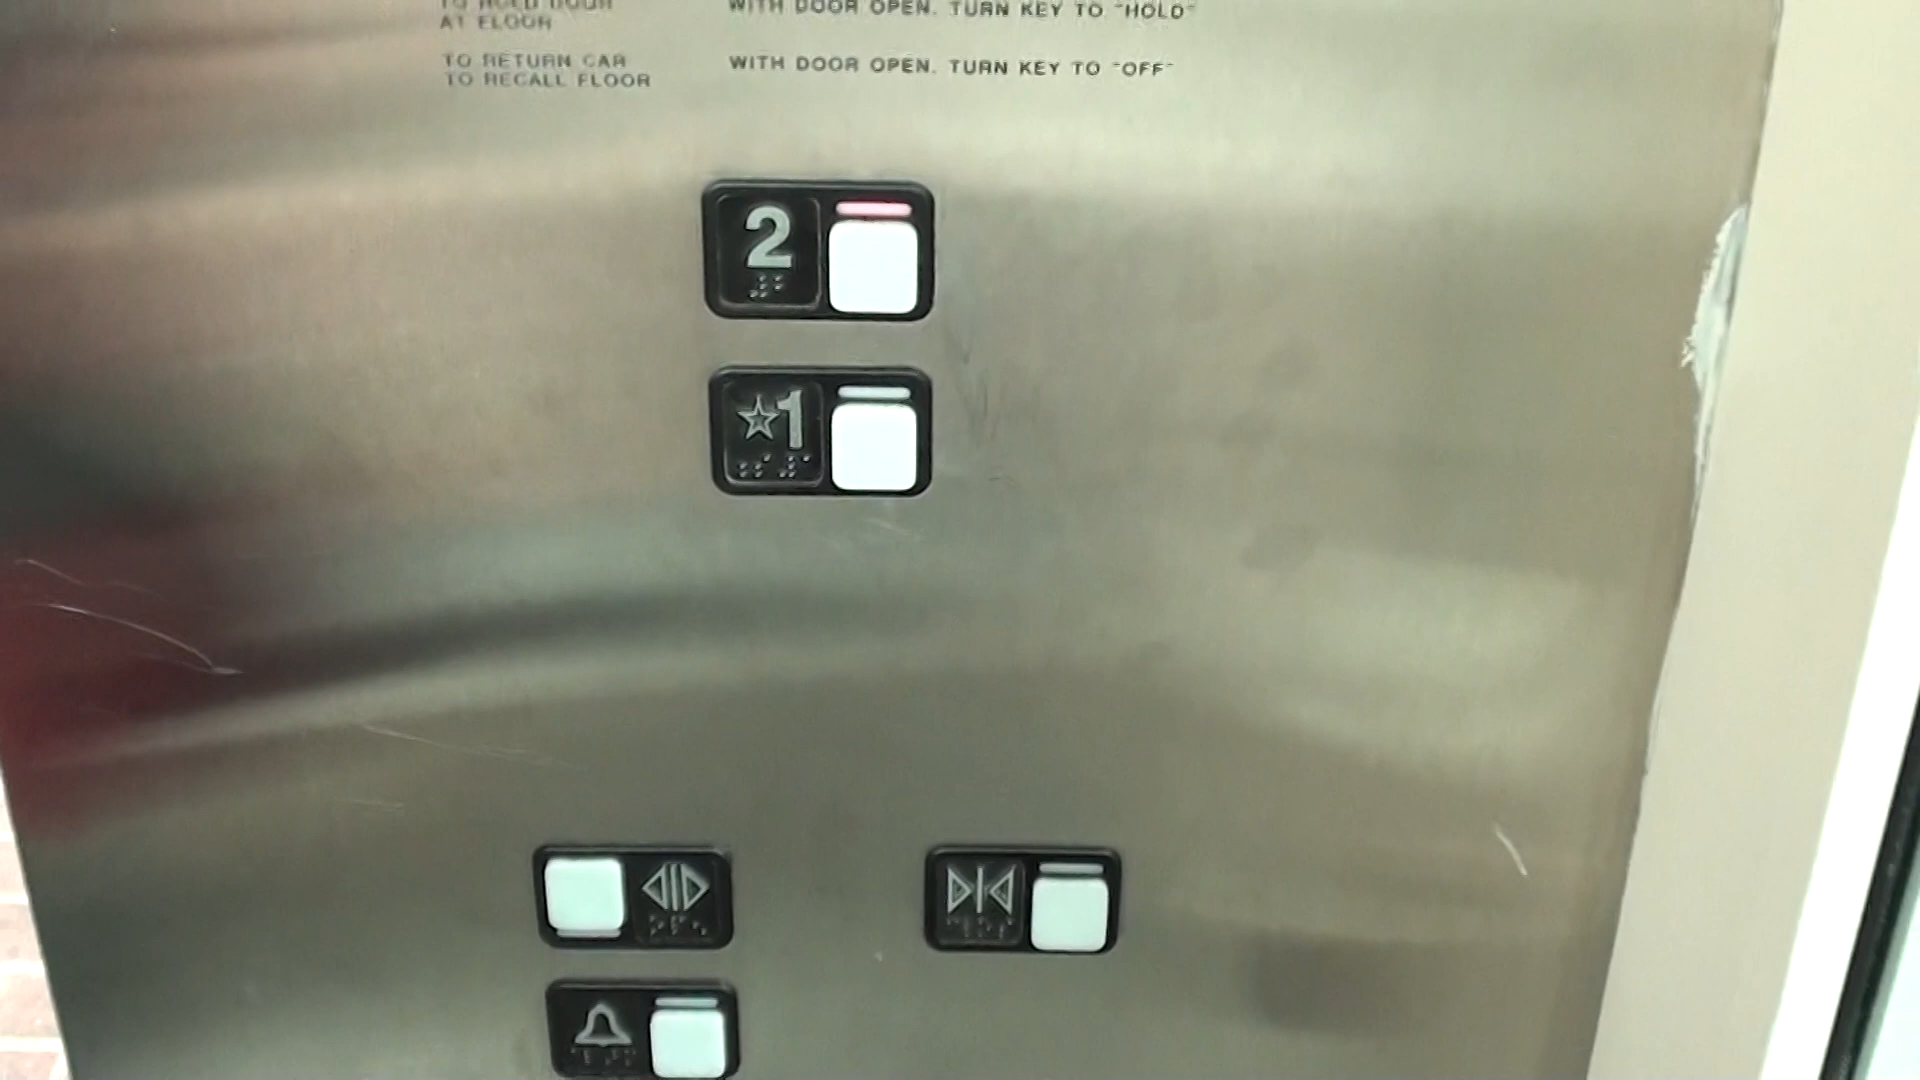 TO HOLD DOOR
AT FLOOR
WITH DOOR OPEN. TURN KEY TO "HOLD"
TO RETURN CAR
TO RECALL FLOOR
WITH DOOR OPEN. TURN KEY TO "OFF"
2
☆1